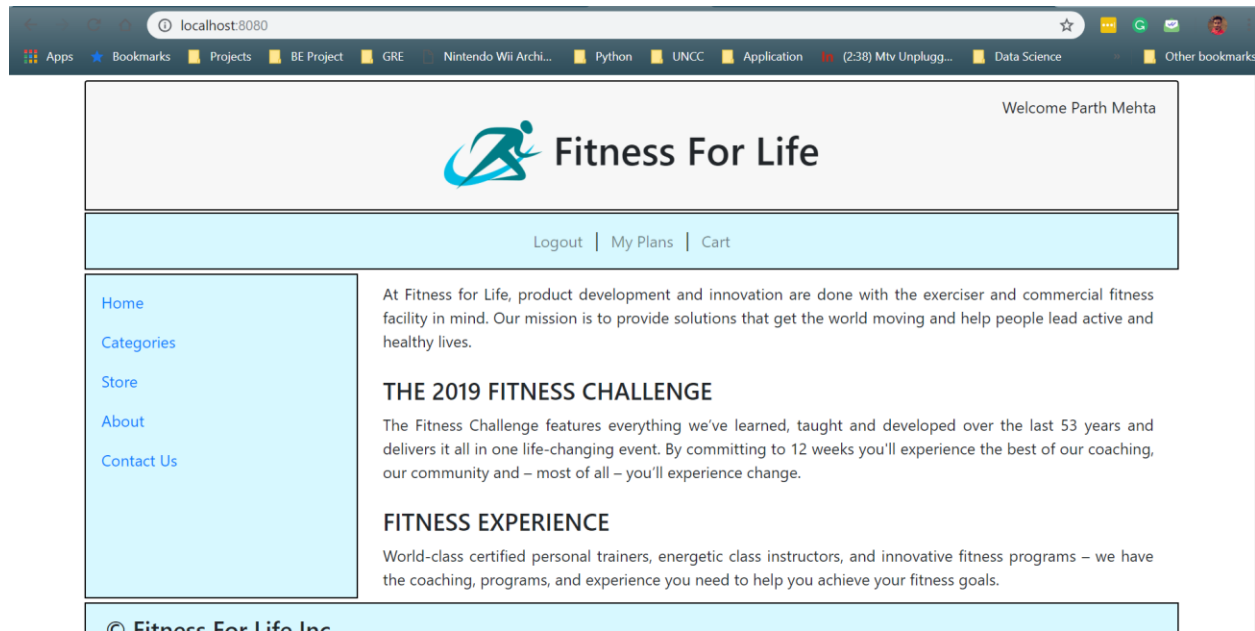 localhost:8080
Apps Bookmarks Projects BE Project GRE Nintendo Wii Archi... Python UNCC Application (2:38) Mtv Unplugg... Data Science Other bookmarks
Welcome Parth Mehta
Fitness For Life
Logout | My Plans | Cart
Home
Categories
Store
About
Contact Us
At Fitness for Life, product development and innovation are done with the exerciser and commercial fitness
facility in mind. Our mission is to provide solutions that get the world moving and help people lead active and
healthy lives.
THE 2019 FITNESS CHALLENGE
The Fitness Challenge features everything we've learned, taught and developed over the last 53 years and
delivers it all in one life-changing event. By committing to 12 weeks you'll experience the best of our coaching,
our community and – most of all – you'll experience change.
FITNESS EXPERIENCE
World-class certified personal trainers, energetic class instructors, and innovative fitness programs – we have
the coaching, programs, and experience you need to help you achieve your fitness goals.
© Fitness For Life Inc